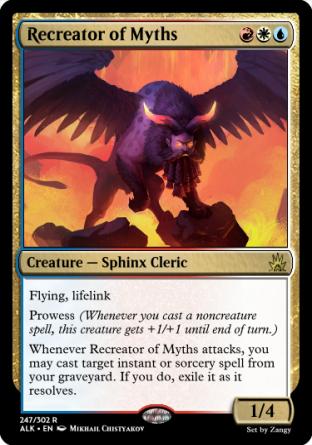 Recreator of Myths
Creature — Sphinx Cleric
Flying, lifelink
Prowess (Whenever you cast a noncreature
spell, this creature gets +1/+1 until end of turn.)
Whenever Recreator of Myths attacks, you
may cast target instant or sorcery spell from
your graveyard. If you do, exile it as it
resolves.
1/4
247/302 R
ALK • EN Mikhail Chistyakov
Set by Zangy